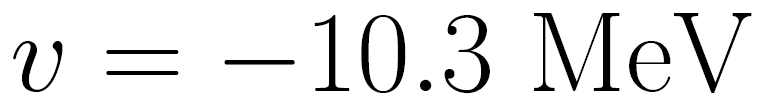 v = −10.3 MeV